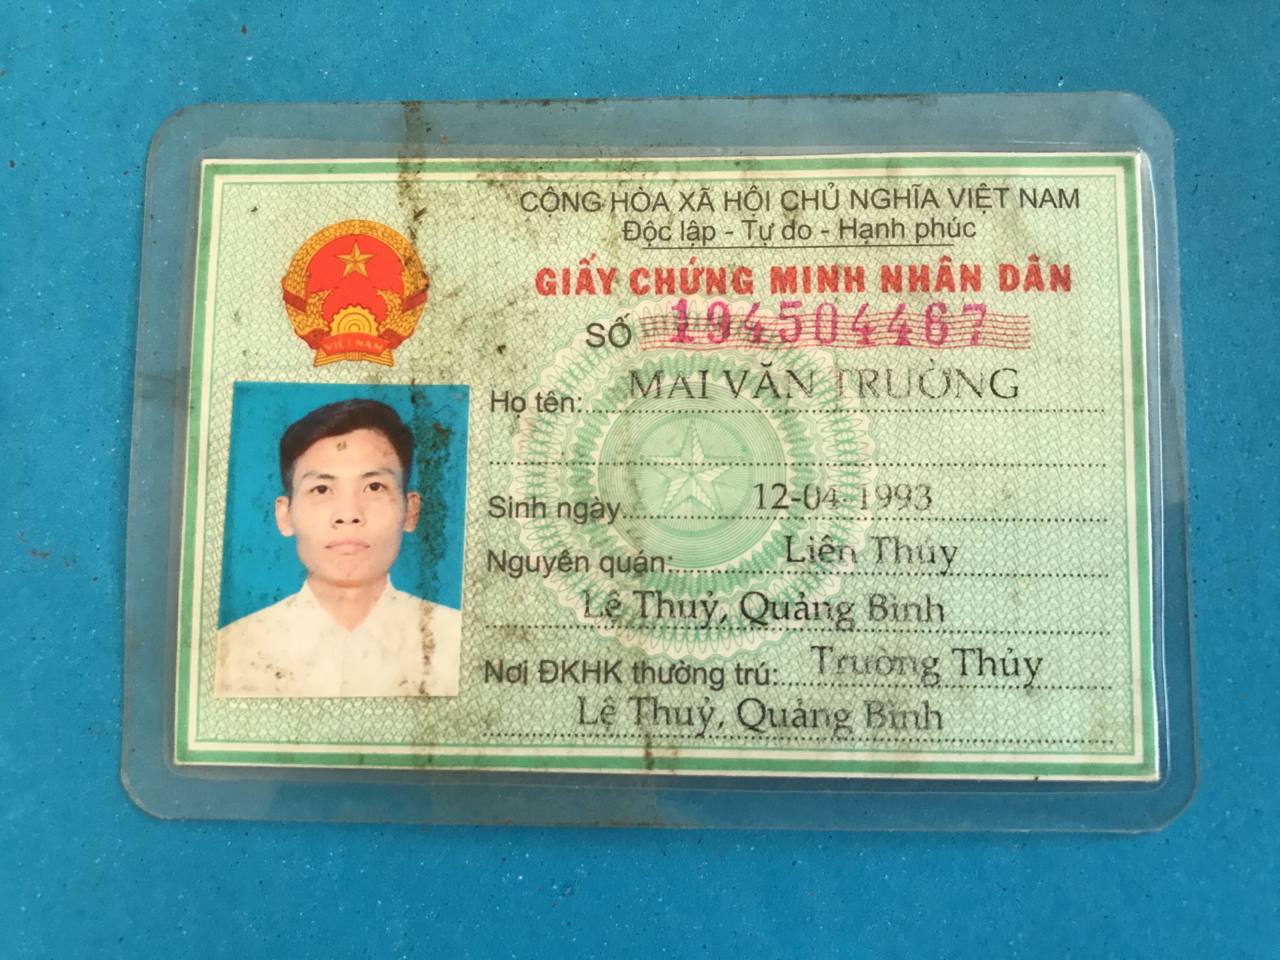 CỘNG HÒA XÃ HỘI CHỦ NGHĨA VIỆT NAM
Độc lập - Tự do - Hạnh phúc
GIẤY CHỨNG MINH NHÂN DÂN
SỐ 194504467
VIỆT NAM
Họ tên: MAI VĂN TRƯỜNG
Sinh ngày 12-04-1993
Nguyên quán: Liên Thủy
Lệ Thuỷ, Quảng Bình
Nơi ĐKHK thường trú: Trường Thủy
Lệ Thuỷ, Quảng Bình